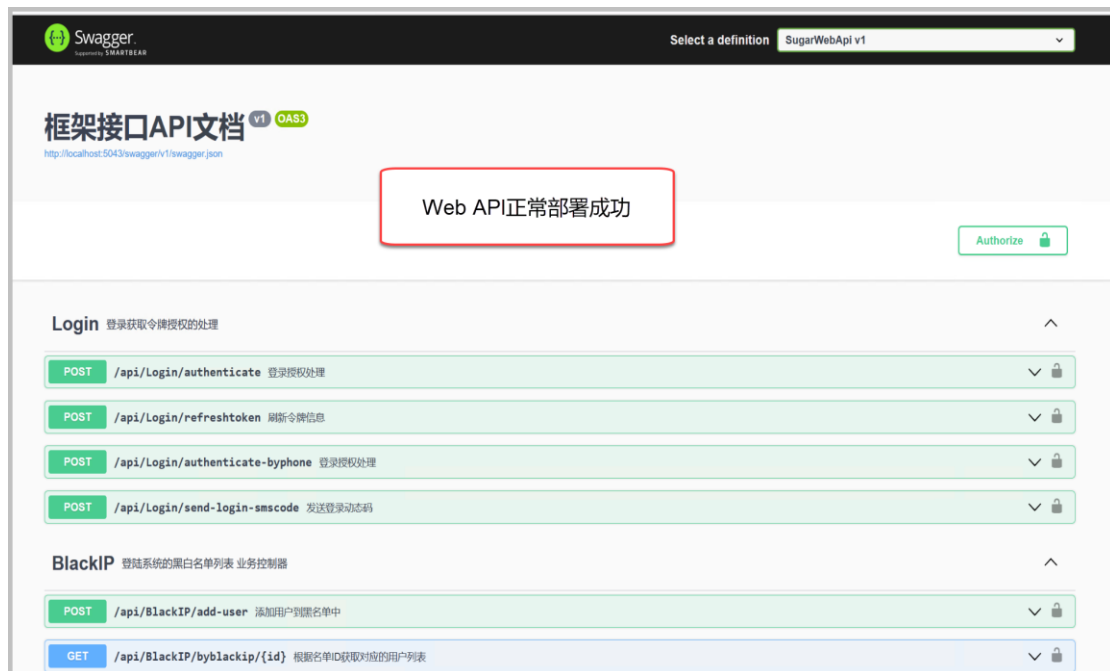 Swagger.
Supported by SMARTBEAR
Select a definition SugarWebApi v1
框架接口API文档 v1 OAS3
http://localhost:5043/swagger/v1/swagger.json
Web API正常部署成功
Authorize
Login 登录获取令牌授权的处理
POST /api/Login/authenticate 登录授权处理
POST /api/Login/refreshtoken 刷新令牌信息
POST /api/Login/authenticate-byphone 登录授权处理
POST /api/Login/send-login-smscode 发送登录动态码
BlackIP 登陆系统的黑白名单列表 业务控制器
POST /api/BlackIP/add-user 添加用户到黑名单中
GET /api/BlackIP/byblackip/{id} 根据名单ID获取对应的用户列表